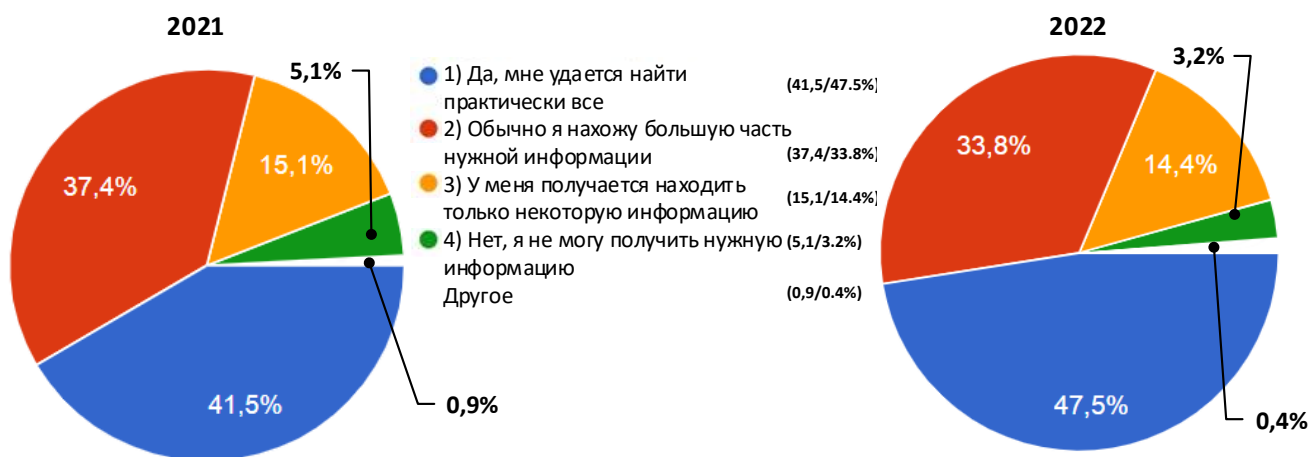 2021
5,1%
37,4%
15,1%
41,5%
0,9%
1) Да, мне удается найти
практически все
(41,5/47.5%)
2) Обычно я нахожу большую часть
нужной информации
(37,4/33.8%)
3) У меня получается находить
только некоторую информацию
(15,1/14.4%)
4) Нет, я не могу получить нужную
информацию
(5,1/3.2%)
Другое
(0,9/0.4%)
2022
3,2%
33,8%
14,4%
47,5%
0,4%